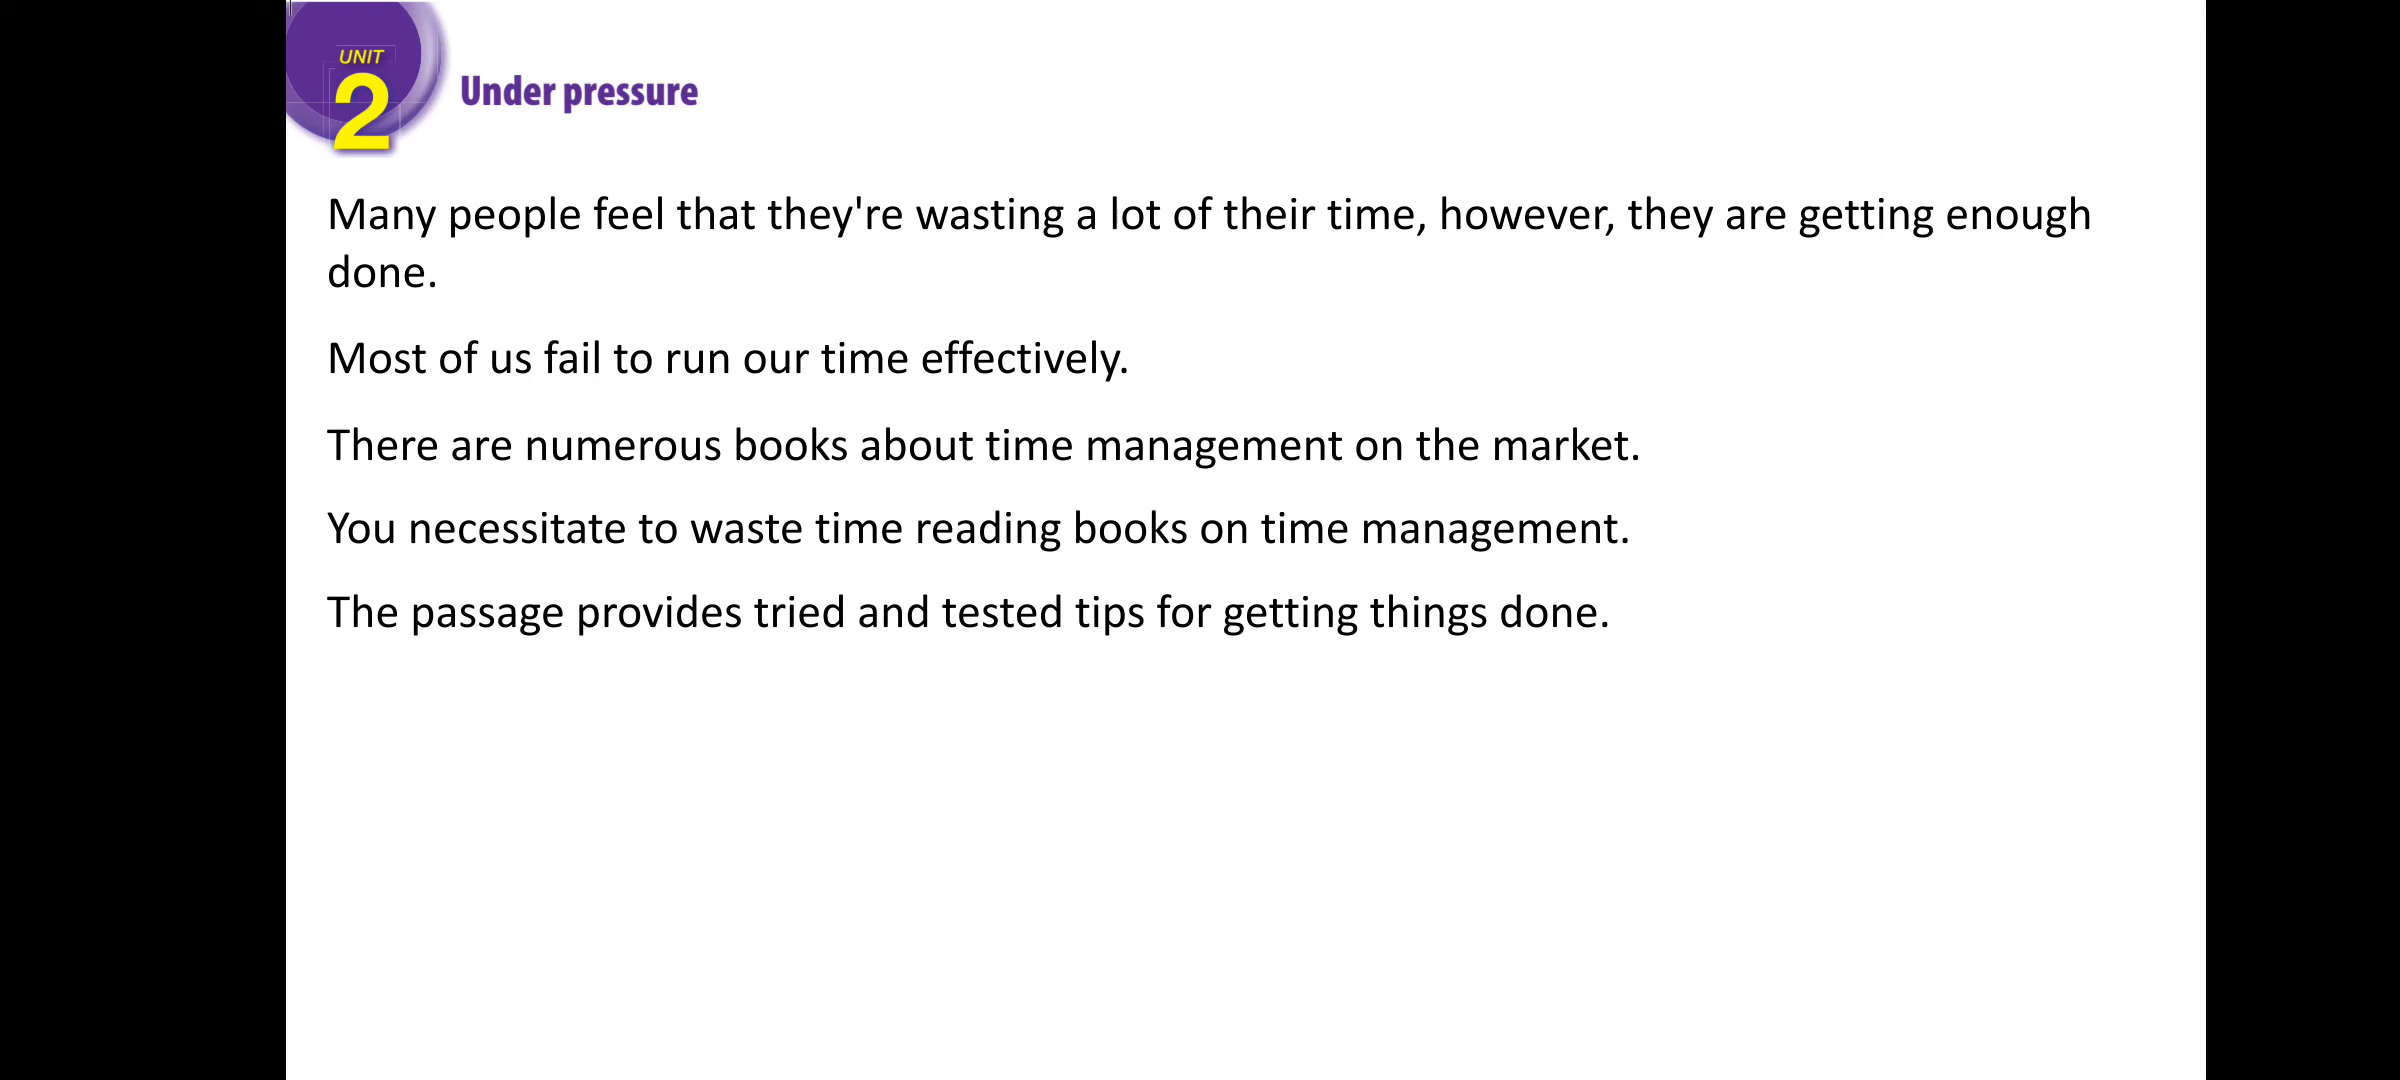 UNIT
2
Under pressure
Many people feel that they're wasting a lot of their time, however, they are getting enough
done.
Most of us fail to run our time effectively.
There are numerous books about time management on the market.
You necessitate to waste time reading books on time management.
The passage provides tried and tested tips for getting things done.